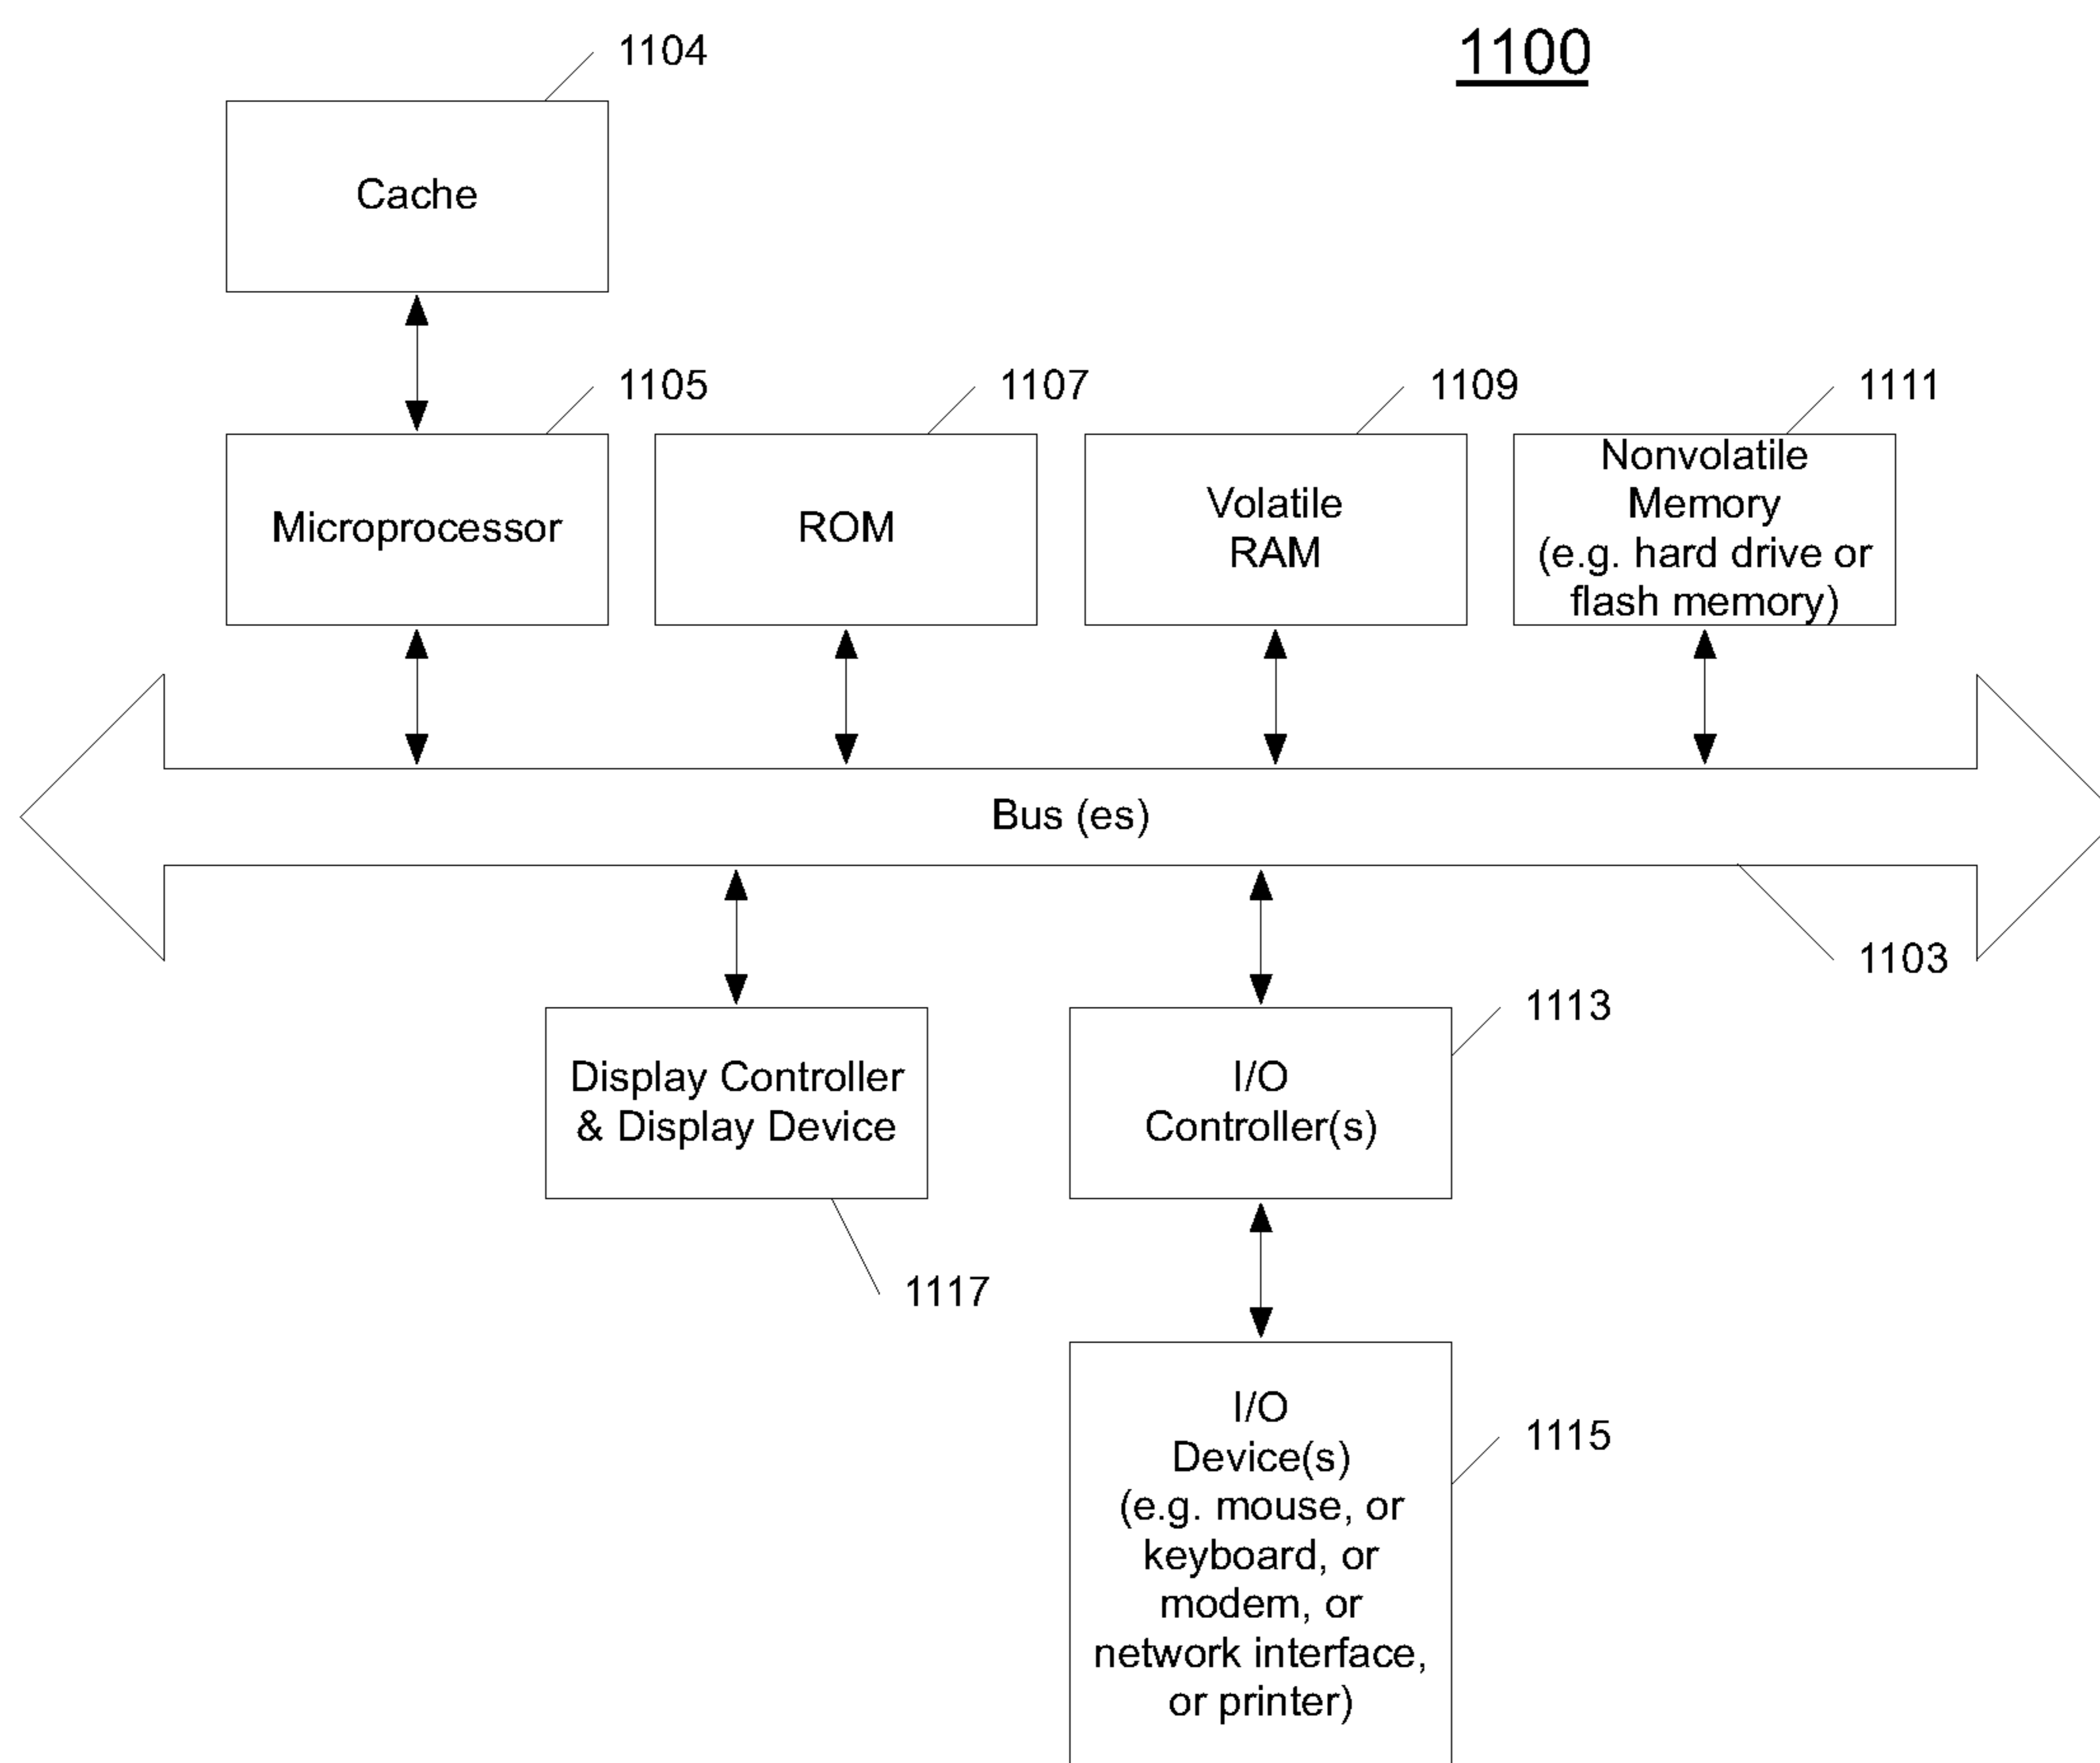 1100
1104
Cache
1105
1107
1109
1111
Microprocessor
ROM
Volatile
RAM
Nonvolatile
Memory
(e.g. hard drive or
flash memory)
Bus (es)
1103
1113
Display Controller
& Display Device
I/O
Controller(s)
1117
1115
I/O
Device(s)
(e.g. mouse, or
keyboard, or
modem, or
network interface,
or printer)